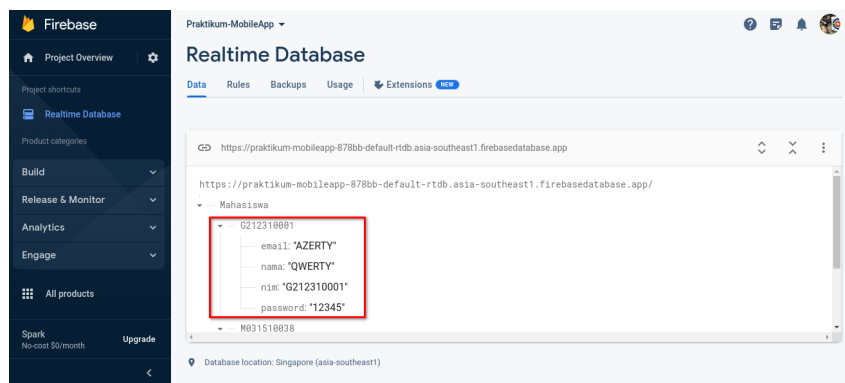 Firebase
Project Overview
Project shortcuts
Realtime Database
Product categories
Build
Release & Monitor
Analytics
Engage
All products
Spark
No-cost $0/month
Upgrade
Praktikum-MobileApp
Realtime Database
Data Rules Backups Usage Extensions NEW
https://praktikum-mobileapp-878bb-default-rtdb.asia-southeast1.firebasedatabase.app
https://praktikum-mobileapp-878bb-default-rtdb.asia-southeast1.firebasedatabase.app/
Mahasiswa
G212310001
email: "AZERTY"
nama: "QWERTY"
nim: "G212310001"
password: "12345"
M031510038
Database location: Singapore (asia-southeast1)